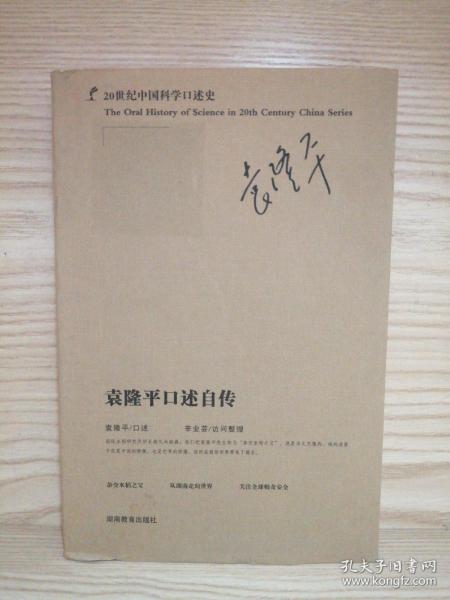 20世纪中国科学口述史
The Oral History of Science in 20th Century China Series
袁隆平
袁隆平口述自传
袁隆平/口述 辛业芸/访问整理
杂交水稻之父 从湖南走向世界 关注全球粮食安全
湖南教育出版社
孔夫子旧书网
www.kongfz.com